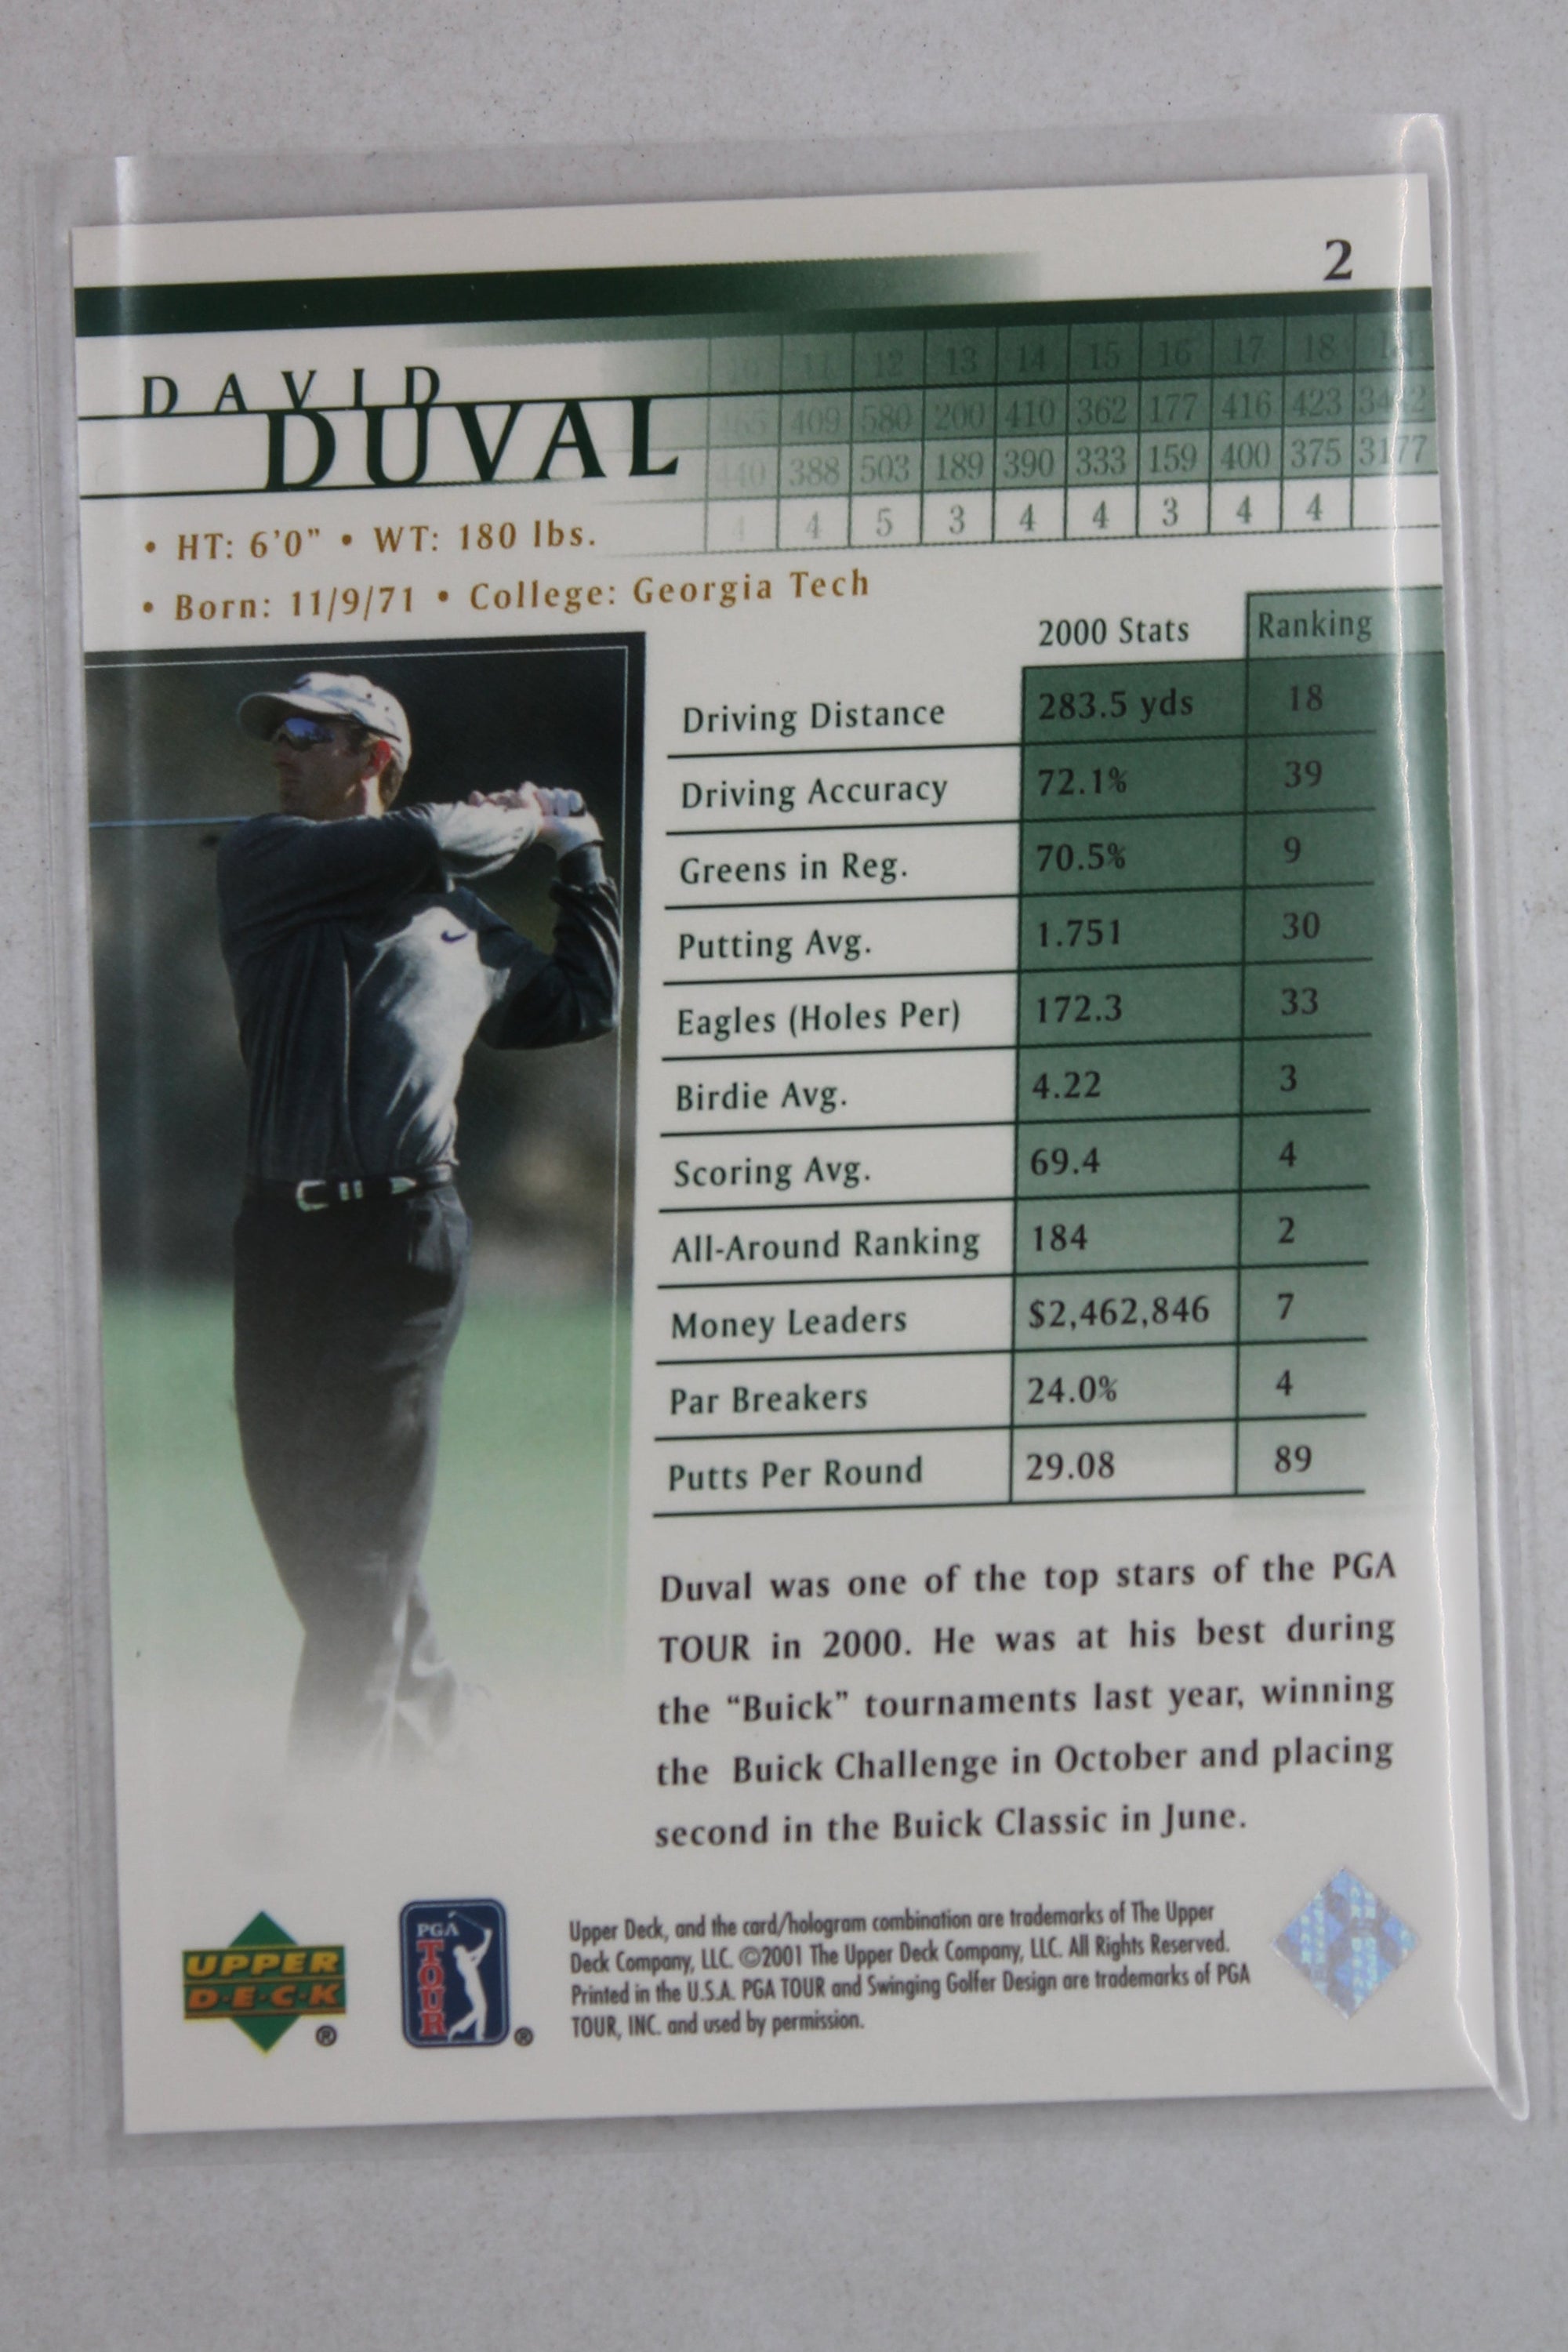 2
DAVID
DUVAL
11 12 13 14 15 16 17 18
409 580 200 410 362 177 416 423
388 503 189 390 333 159 400 375 3177
4 4 5 3 4 4 3 4 4
• HT: 6'0" • WT: 180 lbs.
• Born: 11/9/71 • College: Georgia Tech
2000 Stats Ranking
Driving Distance 283.5 yds 18
Driving Accuracy 72.1% 39
Greens in Reg. 70.5% 9
Putting Avg. 1.751 30
Eagles (Holes Per) 172.3 33
Birdie Avg. 4.22 3
Scoring Avg. 69.4 4
All-Around Ranking 184 2
Money Leaders $2,462,846 7
Par Breakers 24.0% 4
Putts Per Round 29.08 89
Duval was one of the top stars of the PGA
TOUR in 2000. He was at his best during
the “Buick” tournaments last year, winning
the Buick Challenge in October and placing
second in the Buick Classic in June.
UPPER
D·E·C·K
®
PGA
TOUR
®
Upper Deck, and the card/hologram combination are trademarks of The Upper
Deck Company, LLC. ©2001 The Upper Deck Company, LLC. All Rights Reserved.
Printed in the U.S.A. PGA TOUR and Swinging Golfer Design are trademarks of PGA
TOUR, INC. and used by permission.